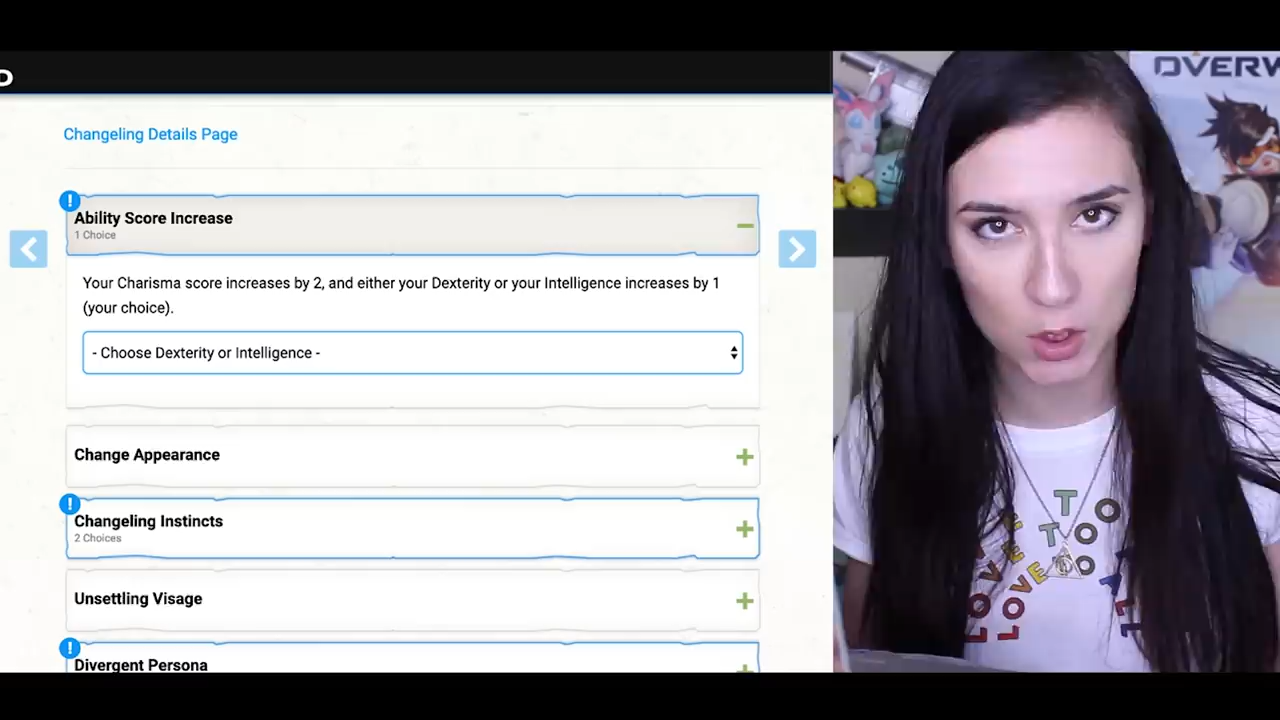 Changeling Details Page
!
Ability Score Increase
1 Choice
Your Charisma score increases by 2, and either your Dexterity or your Intelligence increases by 1
(your choice).
- Choose Dexterity or Intelligence -
Change Appearance
!
Changeling Instincts
2 Choices
Unsettling Visage
!
Divergent Persona
OVERW